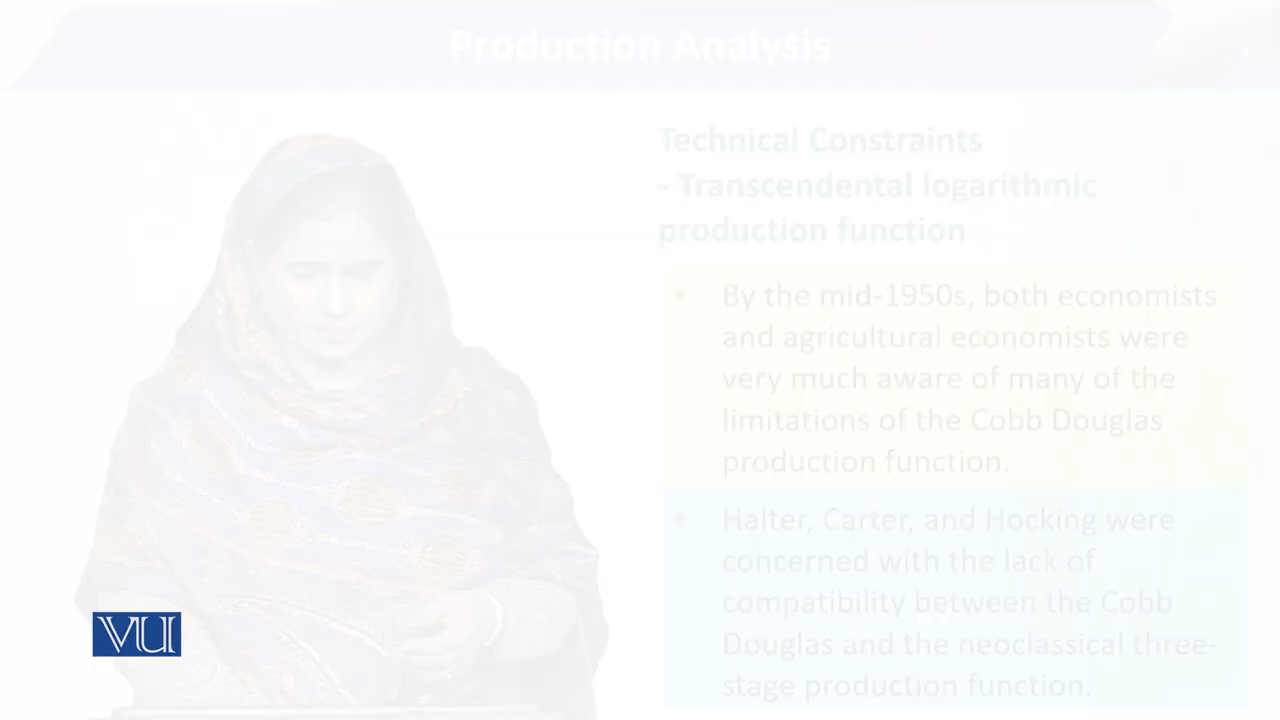 Production Analysis
Technical Constraints
- Transcendental logarithmic
production function
• By the mid-1950s, both economists
and agricultural economists were
very much aware of many of the
limitations of the Cobb Douglas
production function.
• Halter, Carter, and Hocking were
concerned with the lack of
compatibility between the Cobb
Douglas and the neoclassical three-
stage production function.
VU